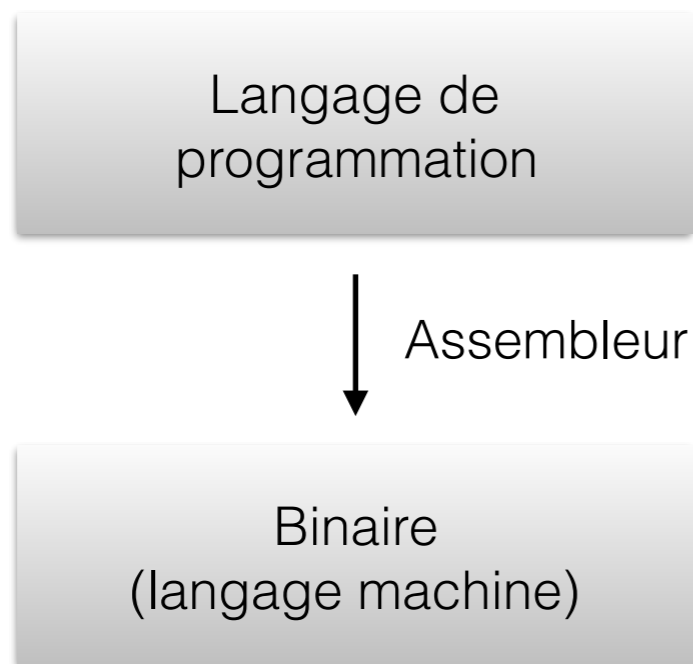 Langage de
programmation
Assembleur
Binaire
(langage machine)